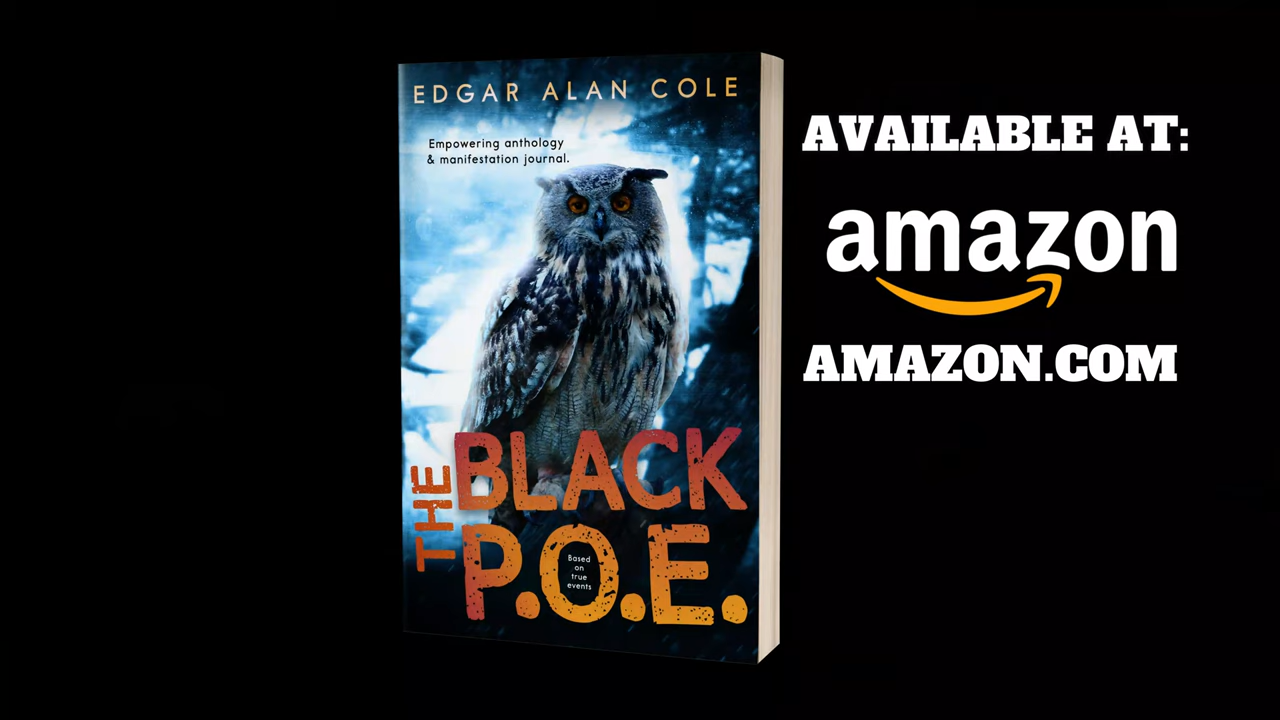 EDGAR ALAN COLE
Empowering anthology
& manifestation journal.
THE
BLACK
P.O.E.
Based
on
true
events
AVAILABLE AT:
amazon
AMAZON.COM